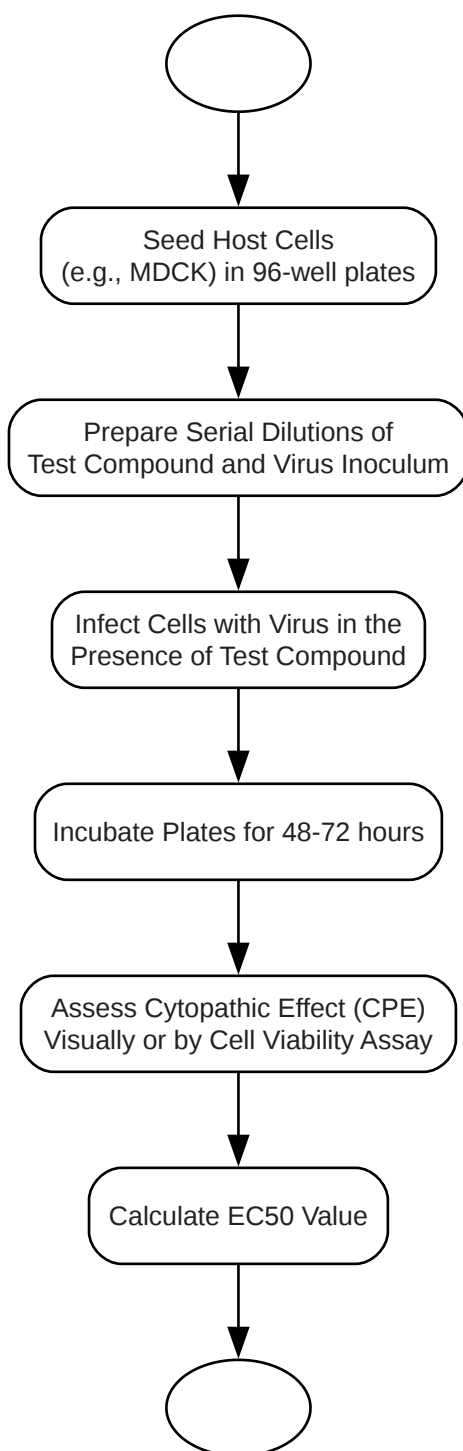 Seed Host Cells
(e.g., MDCK) in 96-well plates
Prepare Serial Dilutions of
Test Compound and Virus Inoculum
Infect Cells with Virus in the
Presence of Test Compound
Incubate Plates for 48-72 hours
Assess Cytopathic Effect (CPE)
Visually or by Cell Viability Assay
Calculate EC50 Value